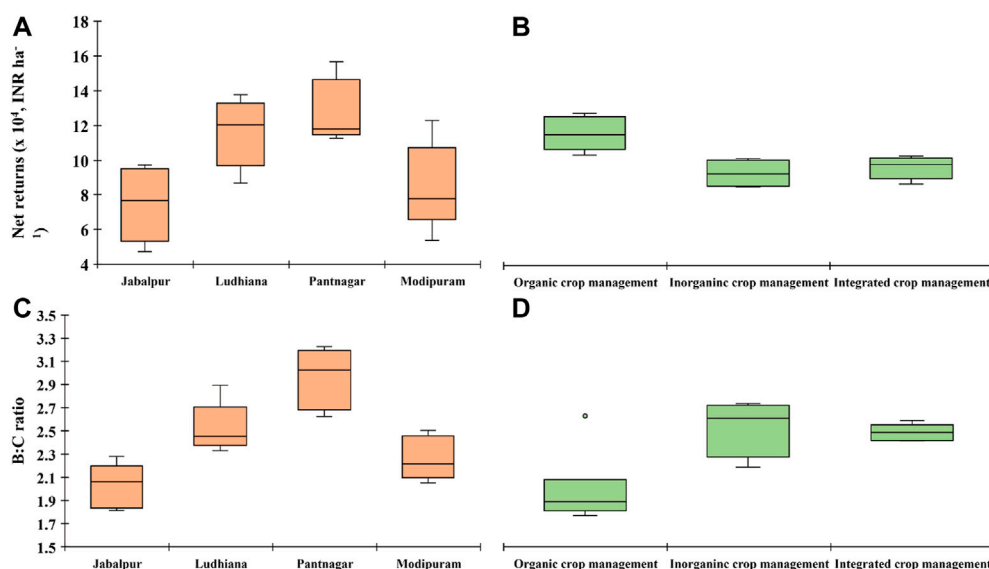 A
B
Net returns (x 10⁴, INR ha⁻
¹)
18
16
14
12
10
8
6
4
Jabalpur Ludhiana Pantnagar Modipuram
Organic crop management Inorganinc crop management Integrated crop management
C
D
B:C ratio
3.5
3.3
3.1
2.9
2.7
2.5
2.3
2.1
1.9
1.7
1.5
Jabalpur Ludhiana Pantnagar Modipuram
Organic crop management Inorganinc crop management Integrated crop management